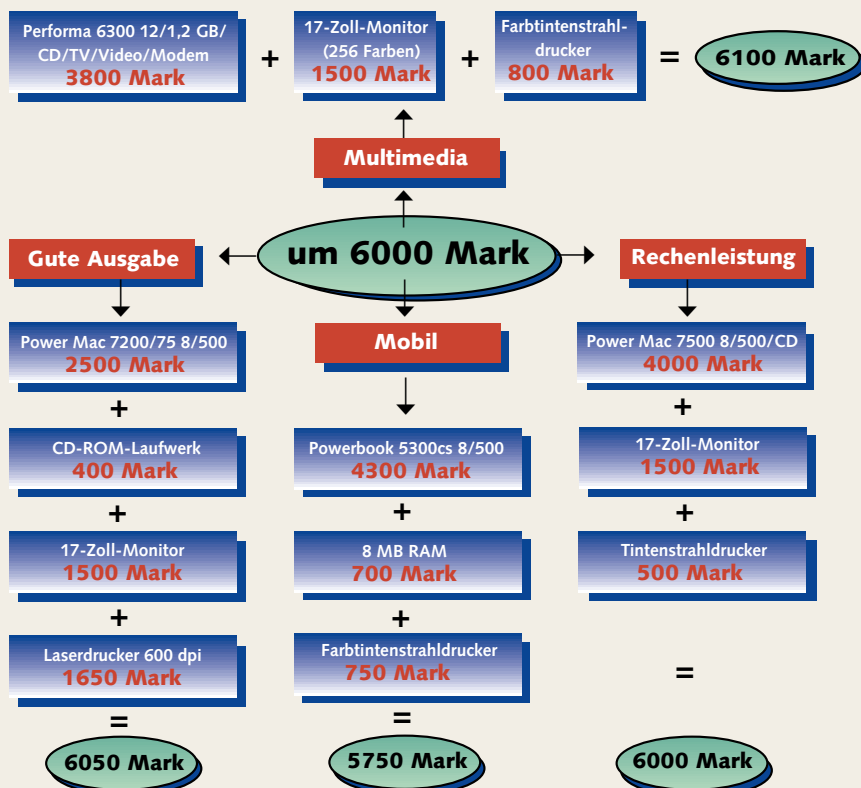 Performa 6300 12/1,2 GB/
CD/TV/Video/Modem
3800 Mark
+
17-Zoll-Monitor
(256 Farben)
1500 Mark
+
Farbtintenstrahl-
drucker
800 Mark
=
6100 Mark
Multimedia
um 6000 Mark
Gute Ausgabe
Power Mac 7200/75 8/500
2500 Mark
+
CD-ROM-Laufwerk
400 Mark
+
17-Zoll-Monitor
1500 Mark
+
Laserdrucker 600 dpi
1650 Mark
=
6050 Mark
Mobil
Powerbook 5300cs 8/500
4300 Mark
+
8 MB RAM
700 Mark
+
Farbtintenstrahldrucker
750 Mark
=
5750 Mark
Rechenleistung
Power Mac 7500 8/500/CD
4000 Mark
+
17-Zoll-Monitor
1500 Mark
+
Tintenstrahldrucker
500 Mark
=
6000 Mark